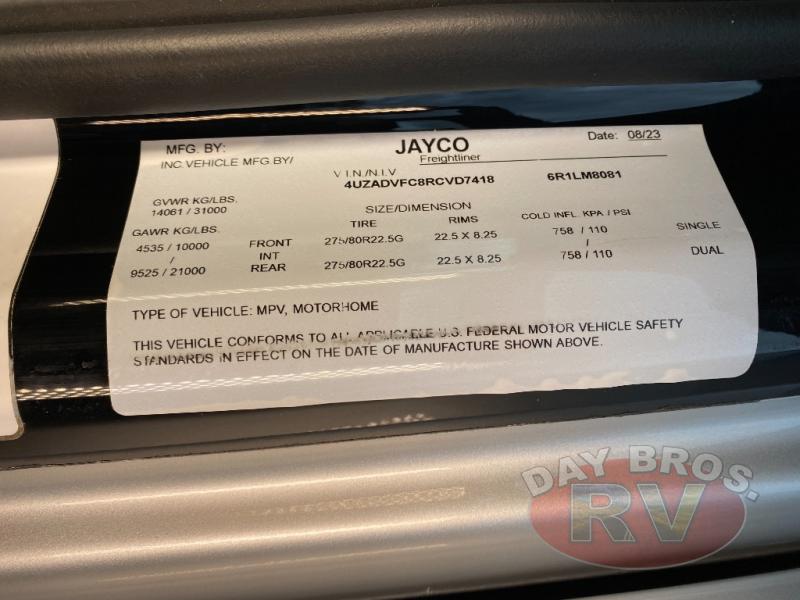 MFG. BY: JAYCO Date: 08/23
INC.VEHICLE MFG BY/ Freightliner
V.I.N./N.I.V
4UZADVFC8RCVD7418 6R1LM8081
GVWR KG/LBS.
14061 / 31000
SIZE/DIMENSION
GAWR KG/LBS. TIRE RIMS COLD INFL. KPA / PSI
4535 / 10000 FRONT 275/80R22.5G 22.5 X 8.25 758 / 110 SINGLE
/ INT /
9525 / 21000 REAR 275/80R22.5G 22.5 X 8.25 758 / 110 DUAL
TYPE OF VEHICLE: MPV, MOTORHOME
THIS VEHICLE CONFORMS TO ALL APPLICABLE U.S. FEDERAL MOTOR VEHICLE SAFETY
STANDARDS IN EFFECT ON THE DATE OF MANUFACTURE SHOWN ABOVE.
DAY BROS.
RV